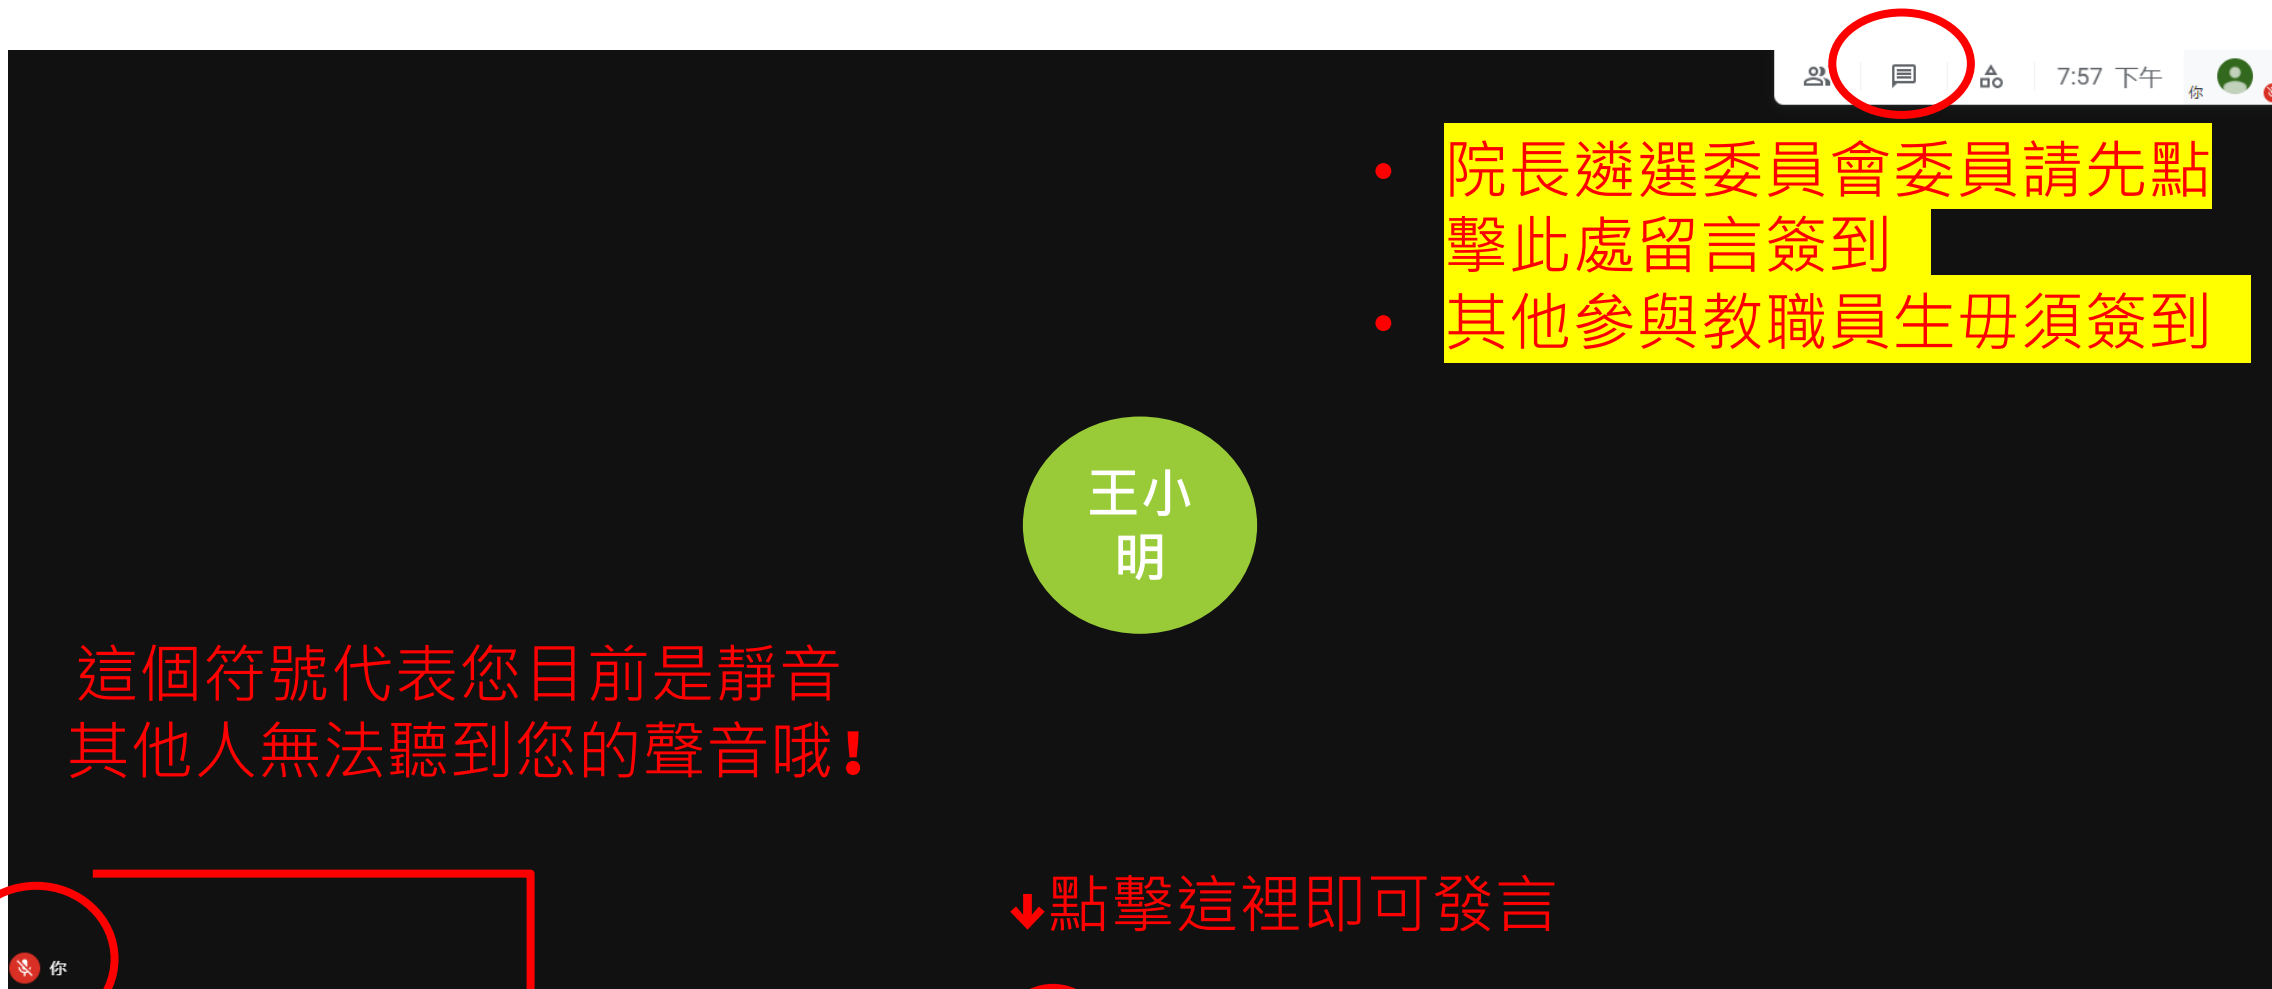 7:57 下午
你
• 院長遴選委員會委員請先點
擊此處留言簽到
• 其他參與教職員生毋須簽到
王小
明
這個符號代表您目前是靜音
其他人無法聽到您的聲音哦!
↓點擊這裡即可發言
你